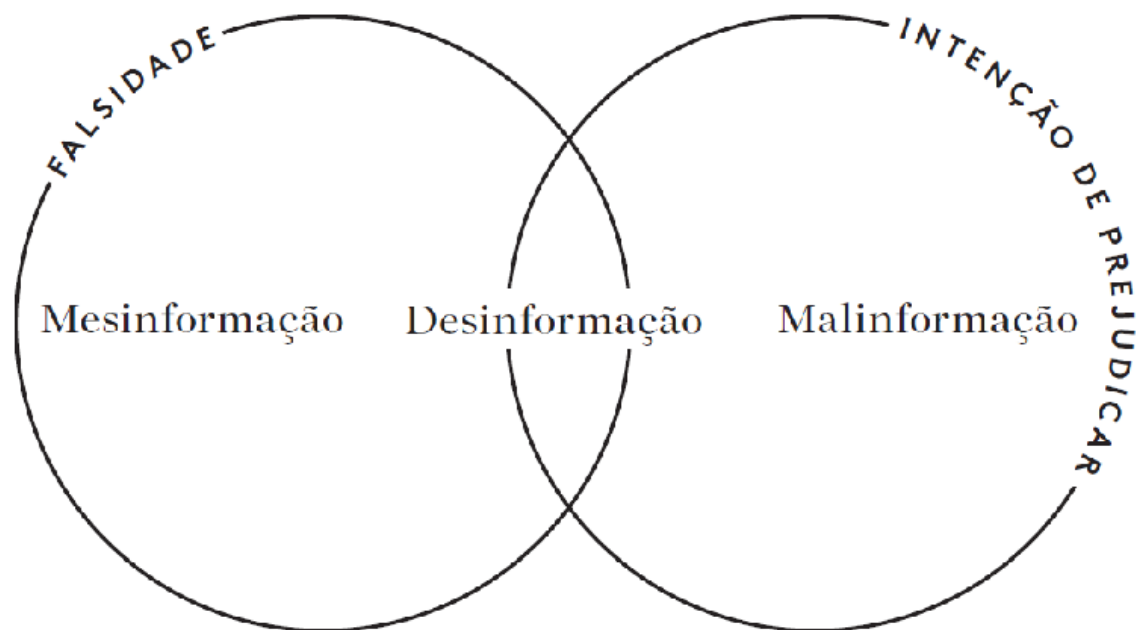 FALSIDADE
INTENÇÃO DE PREJUDICAR
Mesinformação
Desinformação
Malinformação